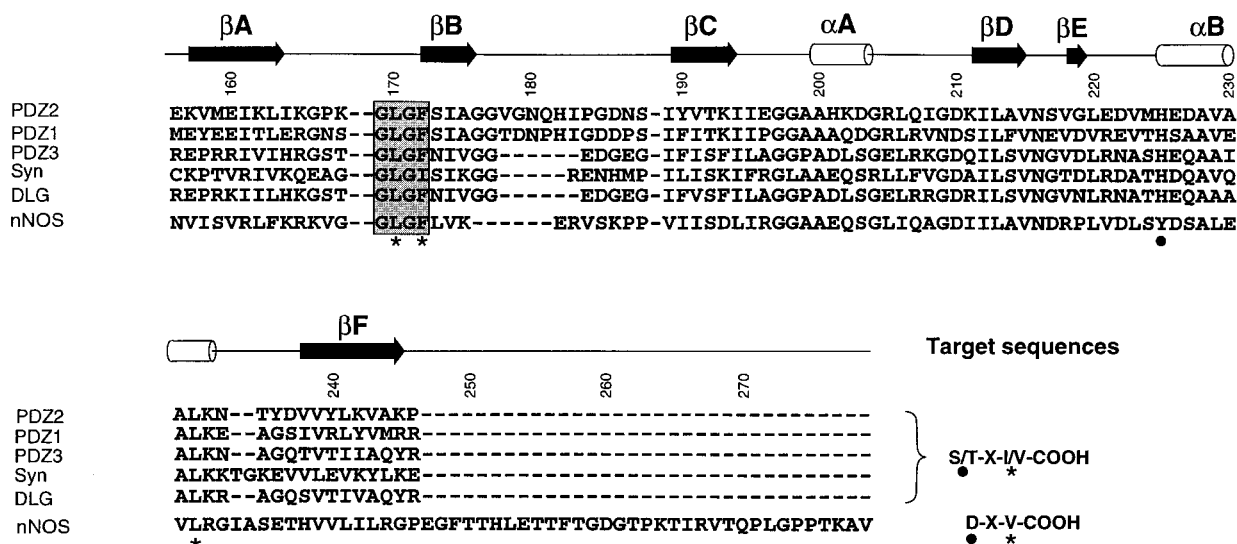 βA βB βC αA βD βE αB
160 170 180 190 200 210 220 230
PDZ2 EKVMEIKLIKGPK--GLGFSIAGGVGNQHIPGDNS-IYVTKIIEGGAAHKDGRLQIGDKILAVNSVGLEDVMHEDAVA
PDZ1 MEYEEITLERGNS-GLGFSIAGGTDNPHIGDDPS-IFITKIIPGGAAAQDGRLRVNDSILFVNEVDVREVTHSAAVE
PDZ3 REPRRIVIHRGST--GLGFNIVGG------EDGEG-IFISFILAGGPADLSGELRKGDQILSVNGVDLRNASHEQAAI
Syn CKPTVRIVKQEAG--GLGISIKGG-----RENHMP-ILISKIFRGLAAEQSRLLFVGDAILSVNGTDLRDATHDQAVQ
DLG REPRKIILHKGST--GLGFNIVGG------EDGEG-IFVSFILAGGPADLSGELRRGDRILSVNGVNLRNATHEQAAA
nNOS NVISVRLFKRKVG--GLGFLVK------ERVSKPP-VIISDLIRGGAAEQSGLIQAGDIILAVNDRPLVDLSYDSALE
* * ●
βF
Target sequences
240 250 260 270
PDZ2 ALKN--TYDVVYLKVAKP---------------------------------
PDZ1 ALKE--AGSIVRLYVMRR---------------------------------
PDZ3 ALKN--AGQTVTIIAQYR---------------------------------
Syn ALKKTGKEVVLEVKYLKE---------------------------------
DLG ALKR--AGQSVTIVAQYR---------------------------------
S/T-X-I/V-COOH
● *
nNOS VLRGIASETHVVLILRGPEGFTTHLETTFTGDGTPKTIRVTQPLGPPTKAV D-X-V-COOH
* ● *